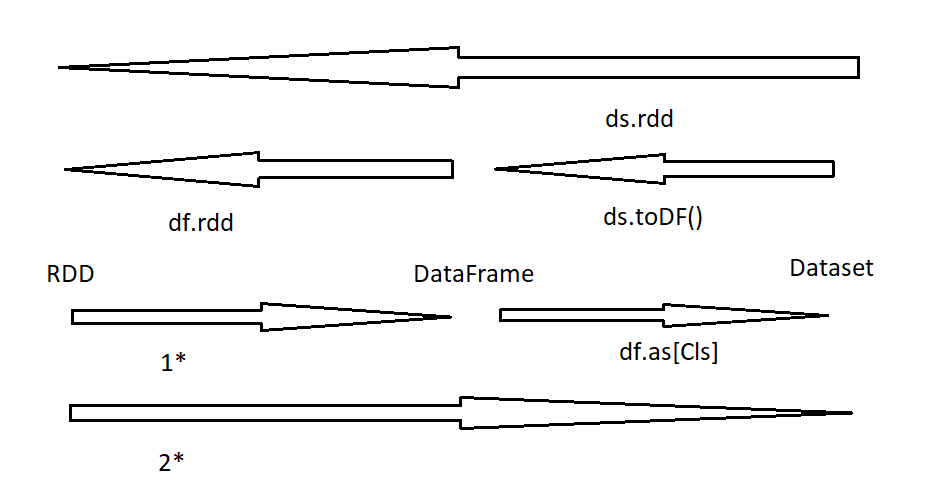 ds.rdd
df.rdd
ds.toDF()
RDD
DataFrame
Dataset
1*
df.as[Cls]
2*